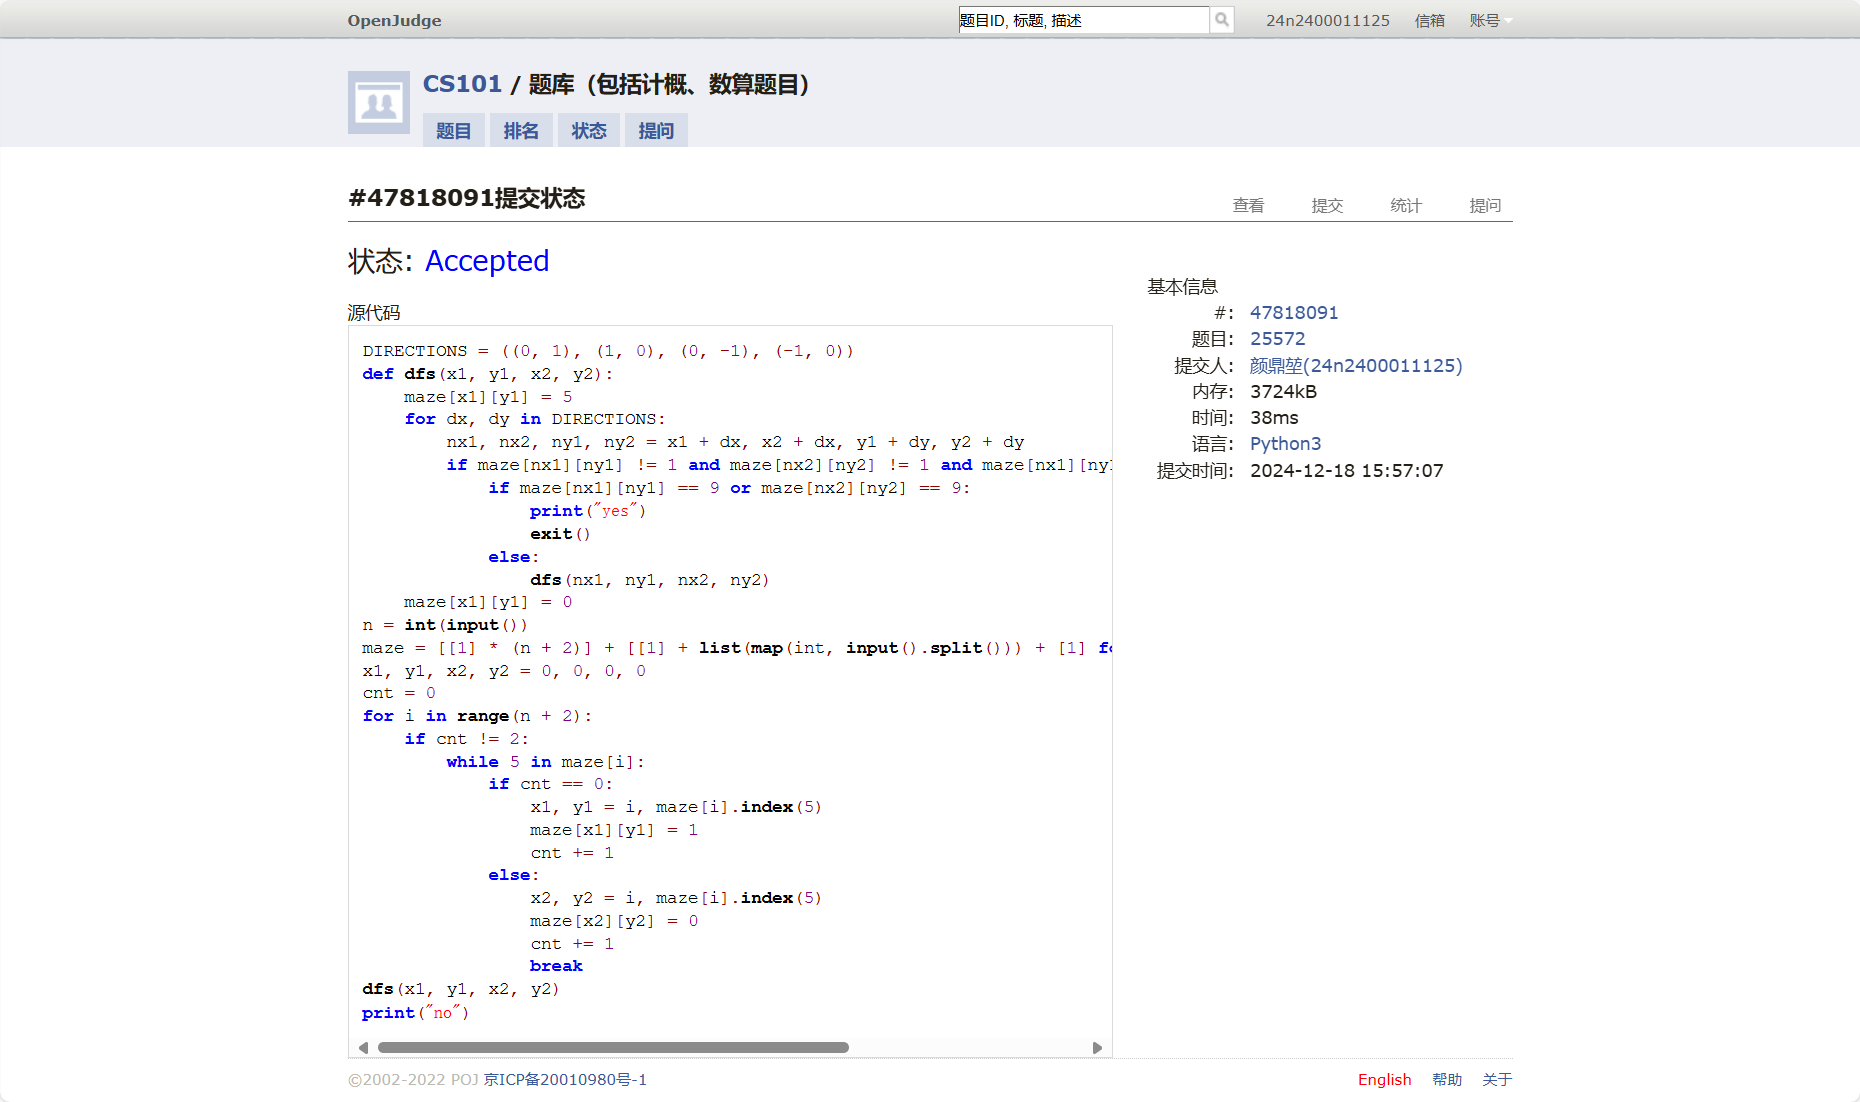 OpenJudge
题目ID, 标题, 描述
24n2400011125 信箱 账号
CS101 / 题库（包括计概、数算题目）
题目 排名 状态 提问
#47818091提交状态
查看 提交 统计 提问
状态: Accepted
源代码
DIRECTIONS = ((0, 1), (1, 0), (0, -1), (-1, 0))
def dfs(x1, y1, x2, y2):
    maze[x1][y1] = 5
    for dx, dy in DIRECTIONS:
        nx1, nx2, ny1, ny2 = x1 + dx, x2 + dx, y1 + dy, y2 + dy
        if maze[nx1][ny1] != 1 and maze[nx2][ny2] != 1 and maze[nx1][ny1
            if maze[nx1][ny1] == 9 or maze[nx2][ny2] == 9:
                print("yes")
                exit()
            else:
                dfs(nx1, ny1, nx2, ny2)
    maze[x1][y1] = 0
n = int(input())
maze = [[1] * (n + 2)] + [[1] + list(map(int, input().split())) + [1] fo
x1, y1, x2, y2 = 0, 0, 0, 0
cnt = 0
for i in range(n + 2):
    if cnt != 2:
        while 5 in maze[i]:
            if cnt == 0:
                x1, y1 = i, maze[i].index(5)
                maze[x1][y1] = 1
                cnt += 1
            else:
                x2, y2 = i, maze[i].index(5)
                maze[x2][y2] = 0
                cnt += 1
                break
dfs(x1, y1, x2, y2)
print("no")
基本信息
#: 47818091
题目: 25572
提交人: 颜鼎堃(24n2400011125)
内存: 3724kB
时间: 38ms
语言: Python3
提交时间: 2024-12-18 15:57:07
©2002-2022 POJ 京ICP备20010980号-1
English 帮助 关于